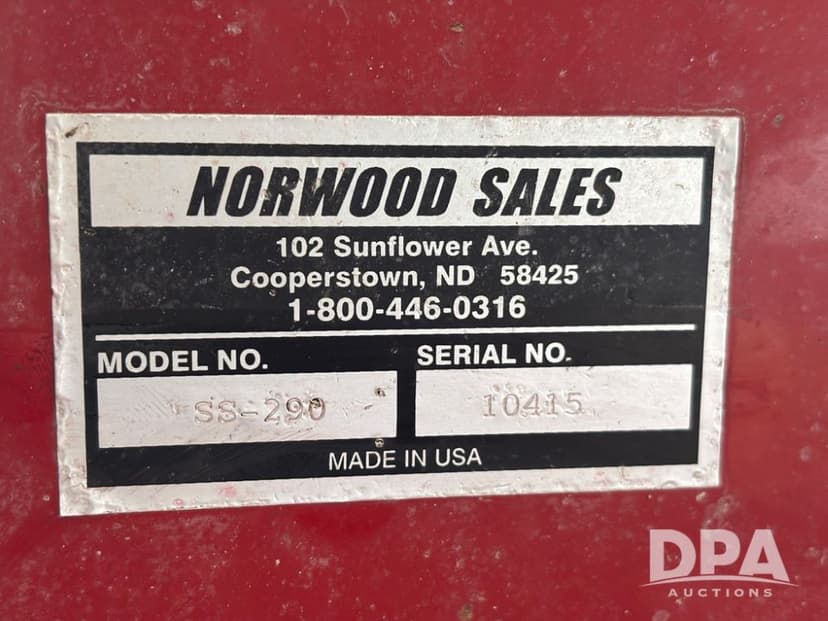 NORWOOD SALES
102 Sunflower Ave.
Cooperstown, ND 58425
1-800-446-0316
MODEL NO. SERIAL NO.
SS-290 10415
MADE IN USA
DPA
AUCTIONS